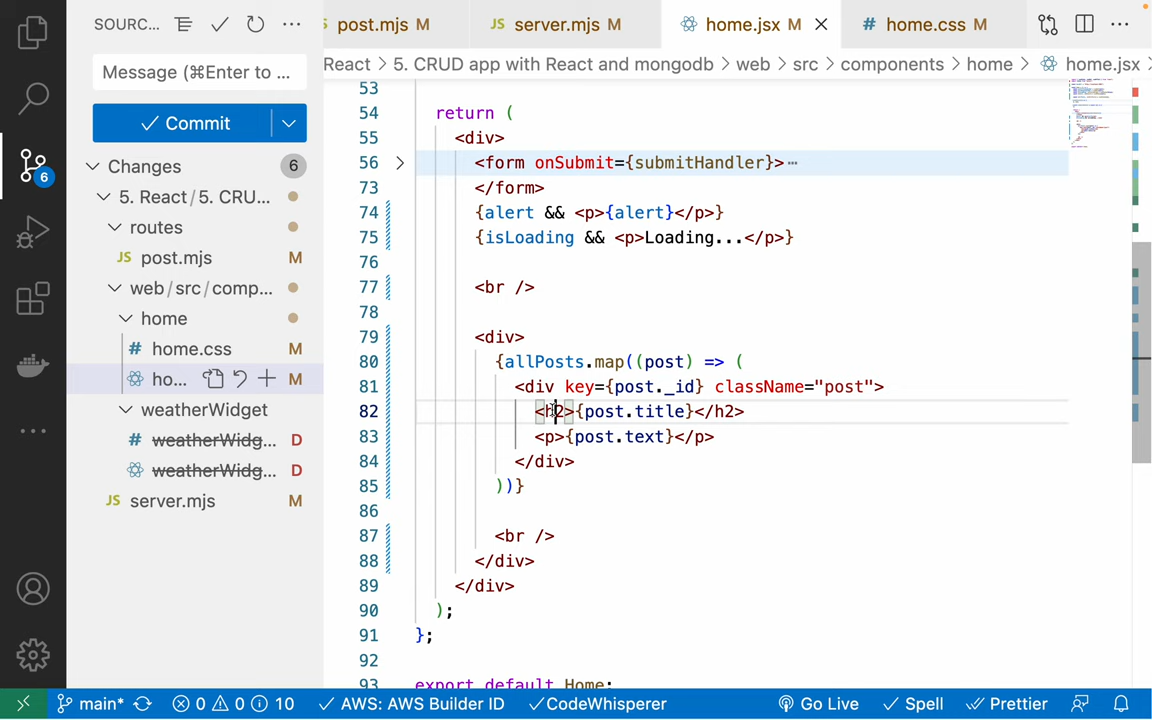 SOURC...
post.mjs M
JS server.mjs M
home.jsx M
# home.css M
React > 5. CRUD app with React and mongodb > web > src > components > home > home.jsx >
Message (⌘Enter to ...
Commit
Changes 6
5. React/5. CRU...
routes
JS post.mjs M
web/src/comp...
home
# home.css M
ho... M
weatherWidget
# weatherWidg... D
weatherWidg... D
JS server.mjs M
6
53
54 return (
55 <div>
56 <form onSubmit={submitHandler}>⋯
73 </form>
74 {alert && <p>{alert}</p>}
75 {isLoading && <p>Loading...</p>}
76
77 <br />
78
79 <div>
80 {allPosts.map((post) => (
81 <div key={post._id} className="post">
82 <h2>{post.title}</h2>
83 <p>{post.text}</p>
84 </div>
85 ))}
86
87 <br />
88 </div>
89 </div>
90 );
91 };
92
93 export default Home;
main* 0 0 10 AWS: AWS Builder ID CodeWhisperer Go Live Spell Prettier